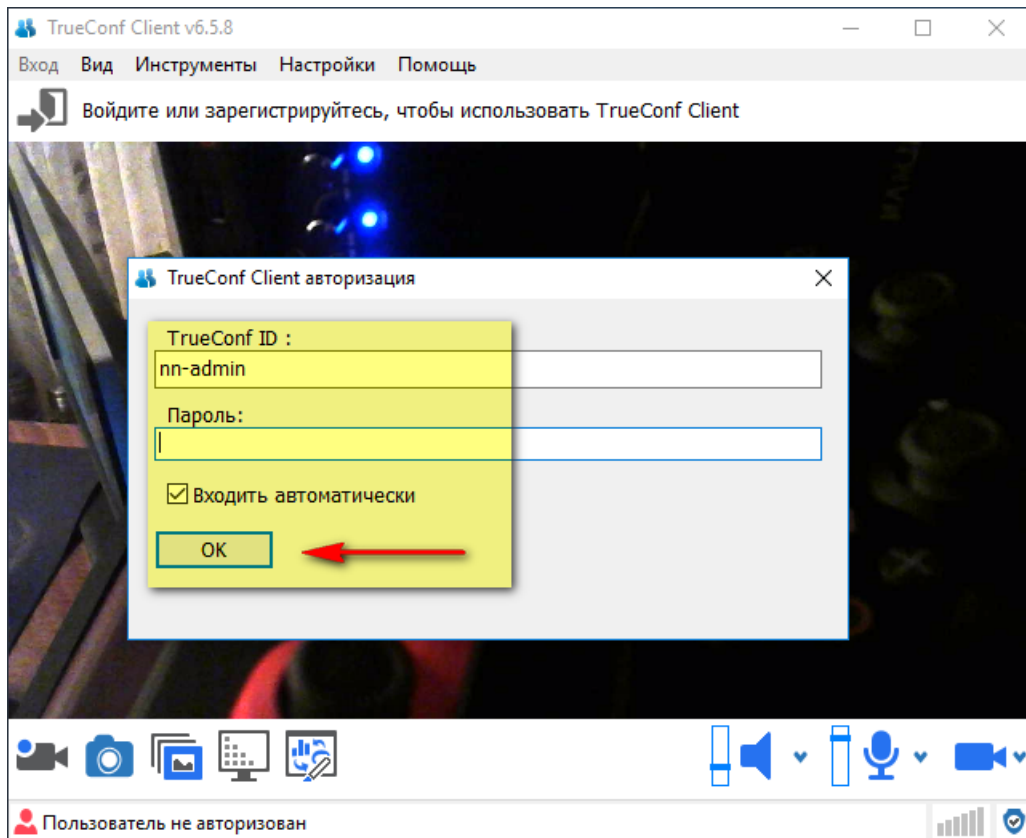 TrueConf Client v6.5.8
Вход Вид Инструменты Настройки Помощь
Войдите или зарегистрируйтесь, чтобы использовать TrueConf Client
TrueConf Client авторизация
TrueConf ID :
nn-admin
Пароль:
Входить автоматически
OK
Пользователь не авторизован